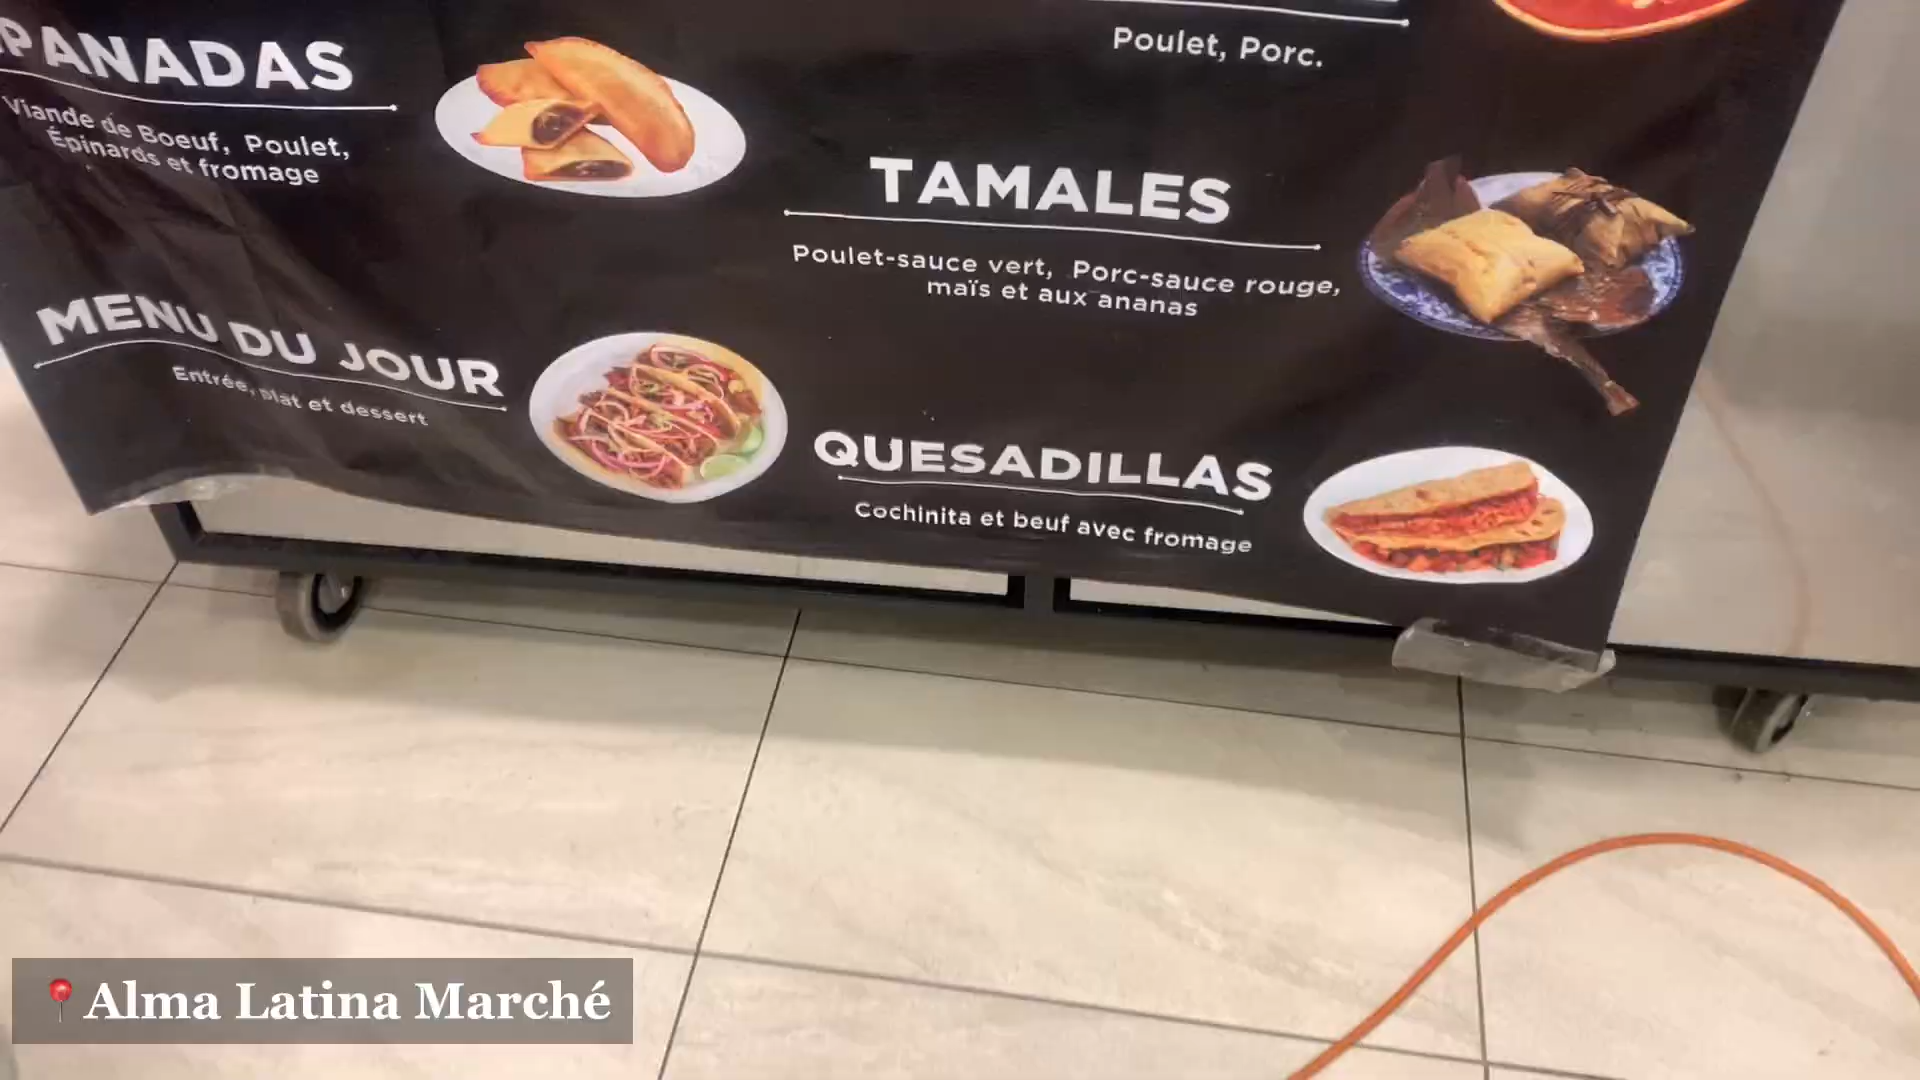 PANADAS
Viande de Boeuf, Poulet,
Épinards et fromage
MENU DU JOUR
Entrée, plat et dessert
Poulet, Porc.
TAMALES
Poulet-sauce vert, Porc-sauce rouge,
maïs et aux ananas
QUESADILLAS
Cochinita et beuf avec fromage
Alma Latina Marché